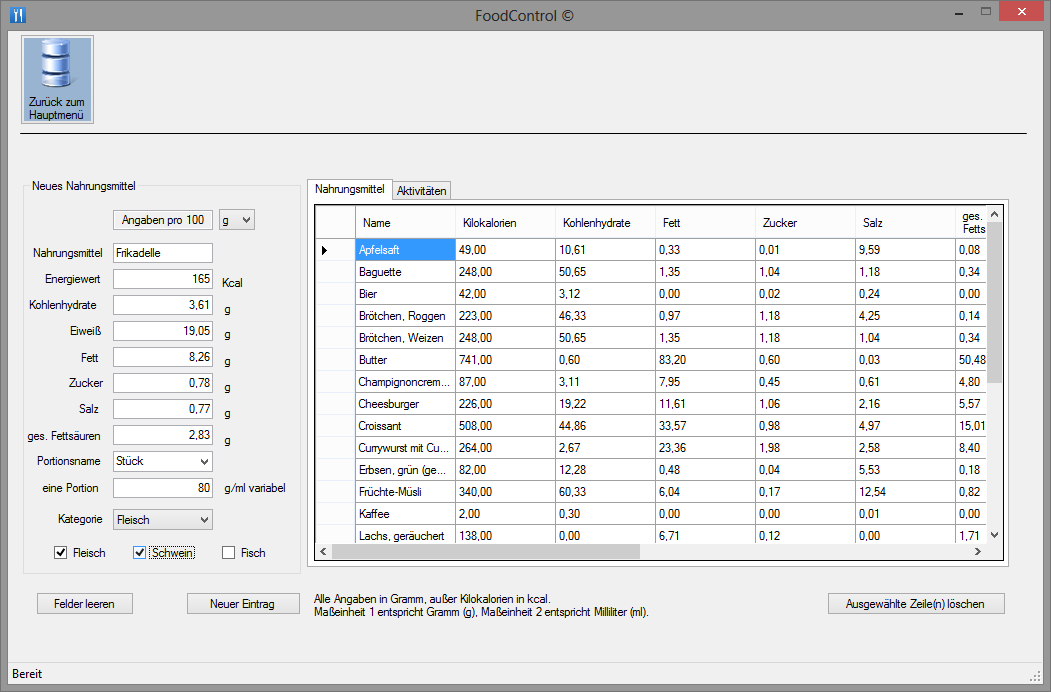 FoodControl ©
Zurück zum
Hauptmenü
Neues Nahrungsmittel
Angaben pro 100 g
Nahrungsmittel Frikadelle
Energiewert 165 Kcal
Kohlenhydrate 3,61 g
Eiweiß 19,05 g
Fett 8,26 g
Zucker 0,78 g
Salz 0,77 g
ges. Fettsäuren 2,83 g
Portionsname Stück
eine Portion 80 g/ml variabel
Kategorie Fleisch
Fleisch Schwein Fisch
Felder leeren Neuer Eintrag
Nahrungsmittel Aktivitäten
Name Kilokalorien Kohlenhydrate Fett Zucker Salz ges.
Fetts
Apfelsaft 49,00 10,61 0,33 0,01 9,59 0,08
Baguette 248,00 50,65 1,35 1,04 1,18 0,34
Bier 42,00 3,12 0,00 0,02 0,24 0,00
Brötchen, Roggen 223,00 46,33 0,97 1,18 4,25 0,14
Brötchen, Weizen 248,00 50,65 1,35 1,18 1,04 0,34
Butter 741,00 0,60 83,20 0,60 0,03 50,48
Champignoncrem... 87,00 3,11 7,95 0,45 0,61 4,80
Cheesburger 226,00 19,22 11,61 1,06 2,16 5,57
Croissant 508,00 44,86 33,57 0,98 4,97 15,01
Currywurst mit Cu... 264,00 2,67 23,36 1,98 2,58 8,40
Erbsen, grün (ge... 82,00 12,28 0,48 0,04 5,53 0,18
Früchte-Müsli 340,00 60,33 6,04 0,17 12,54 0,82
Kaffee 2,00 0,30 0,00 0,00 0,01 0,00
Lachs, geräuchert 138,00 0,00 6,71 0,12 0,00 1,71
Alle Angaben in Gramm, außer Kilokalorien in kcal.
Maßeinheit 1 entspricht Gramm (g), Maßeinheit 2 entspricht Milliliter (ml).
Ausgewählte Zeile(n) löschen
Bereit